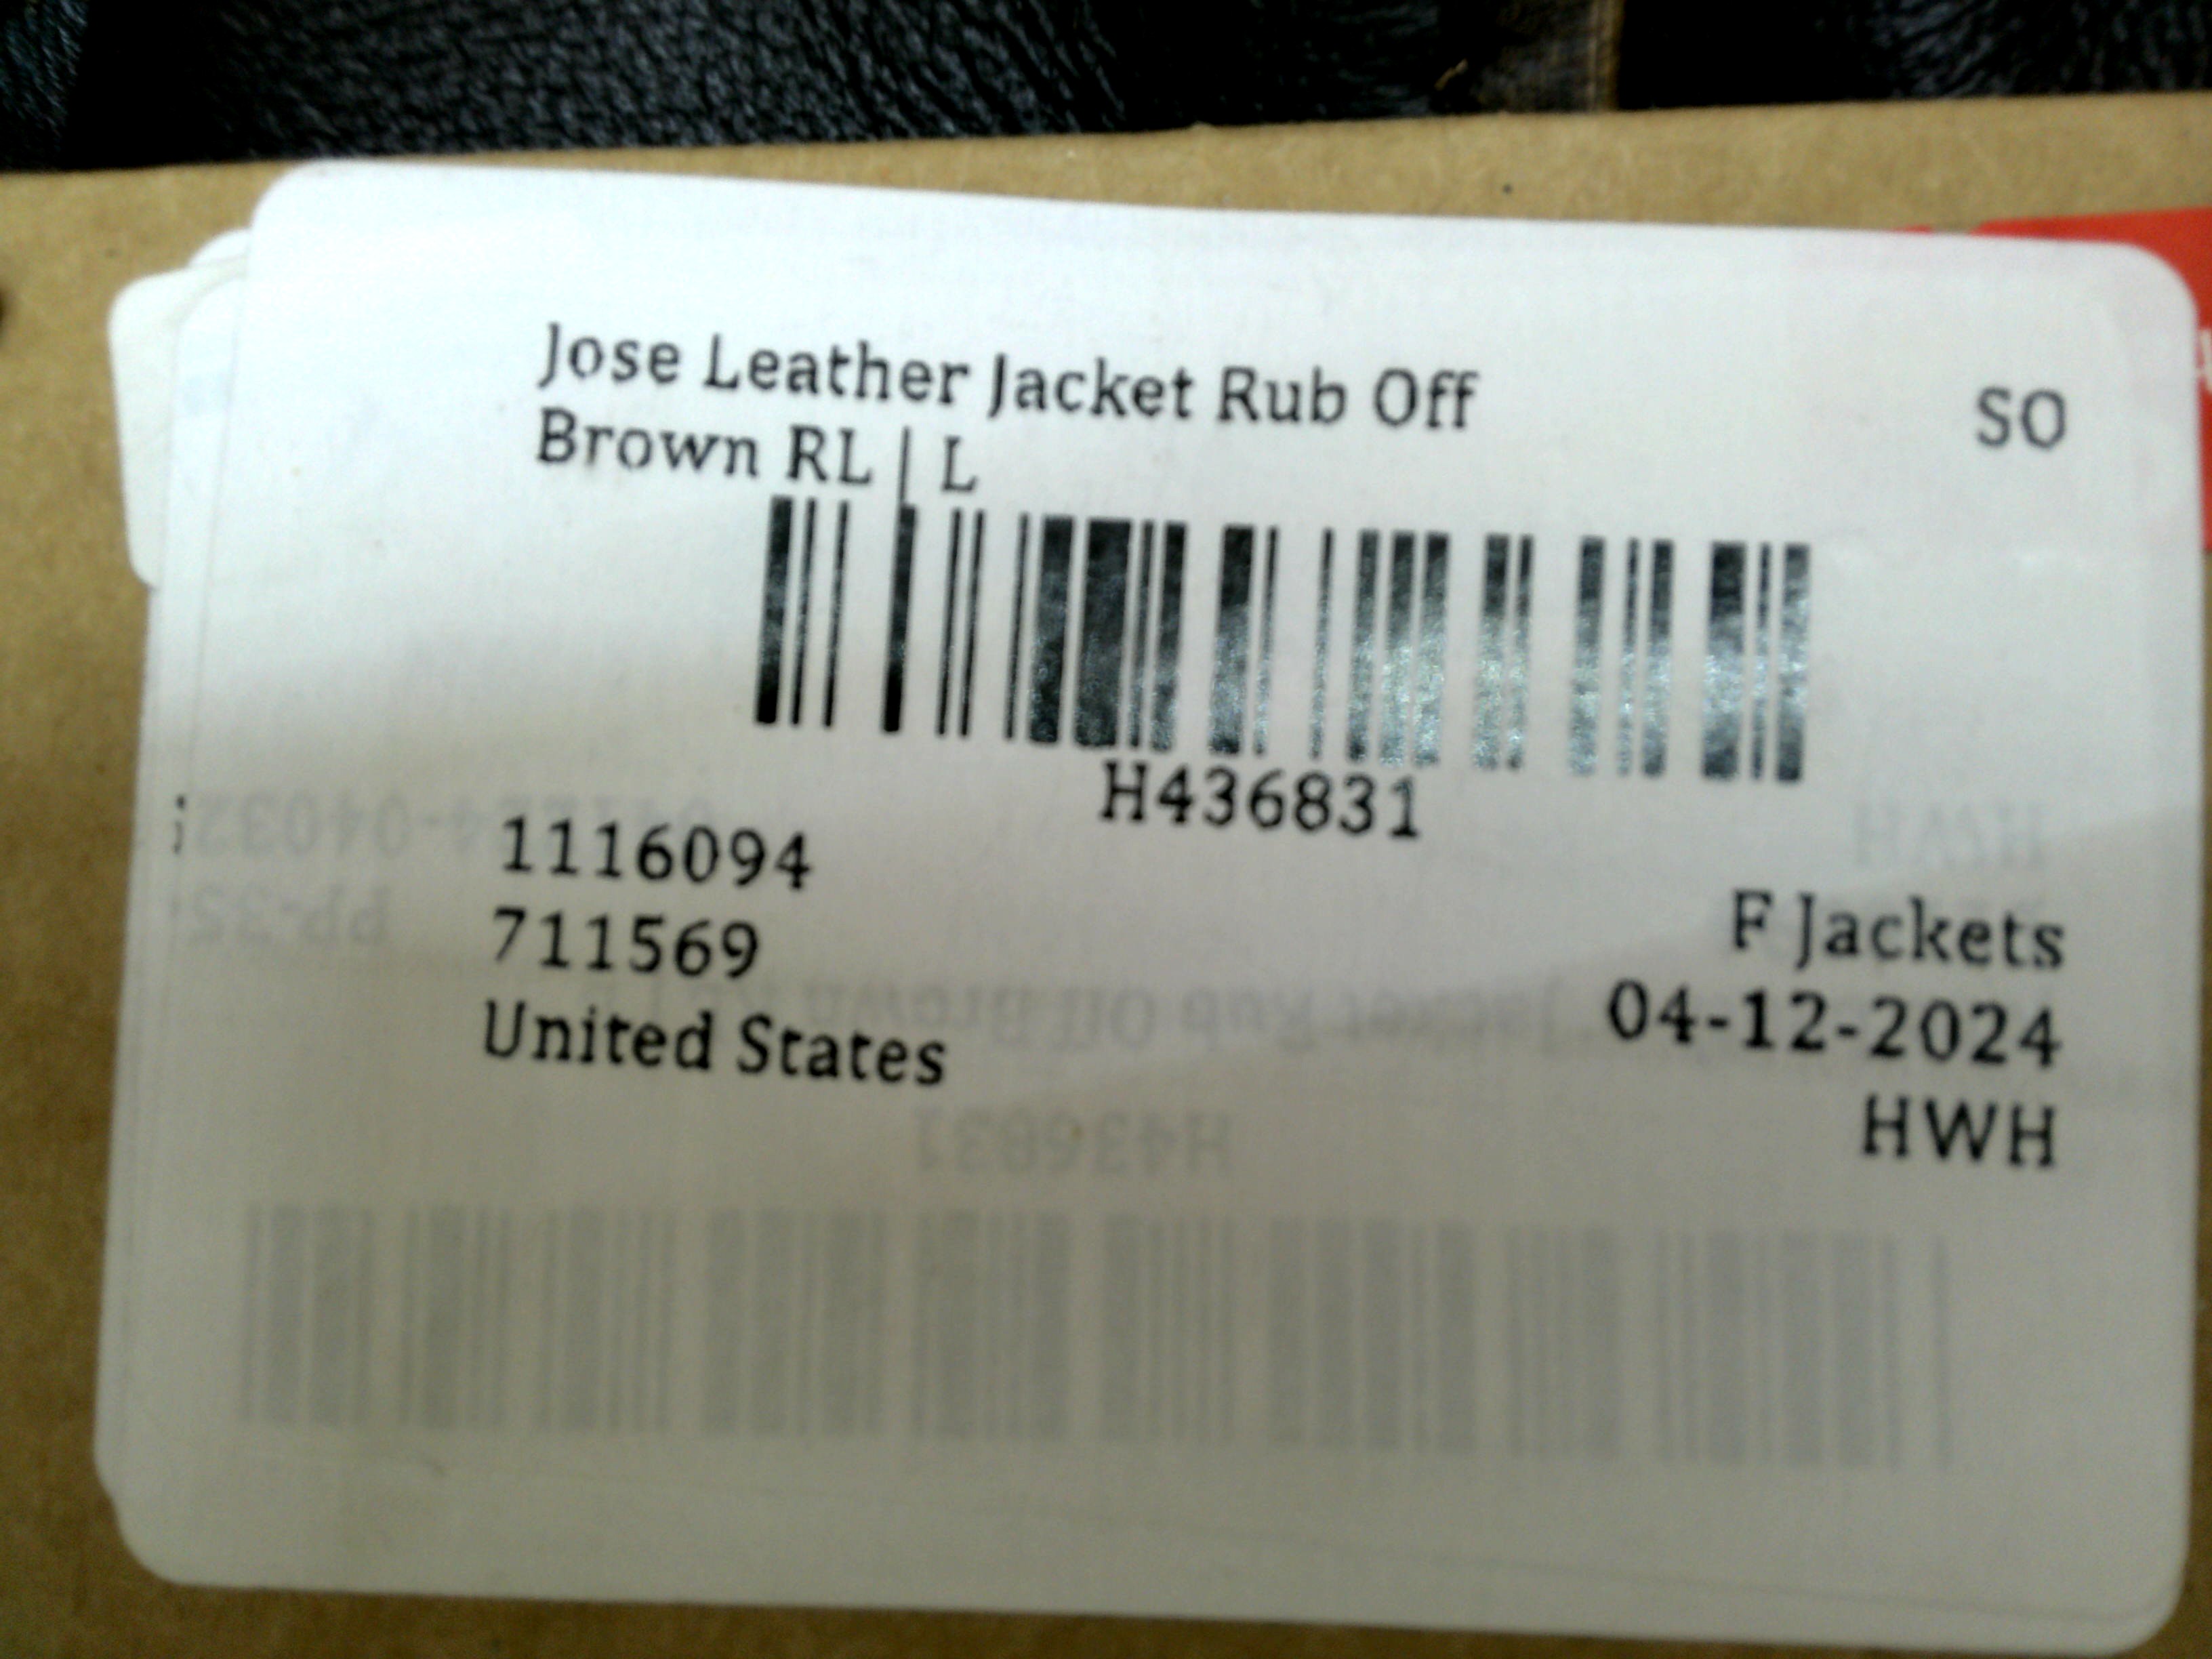 Jose Leather Jacket Rub Off
Brown RL | L
SO
H436831
1116094
711569
United States
F Jackets
04-12-2024
HWH